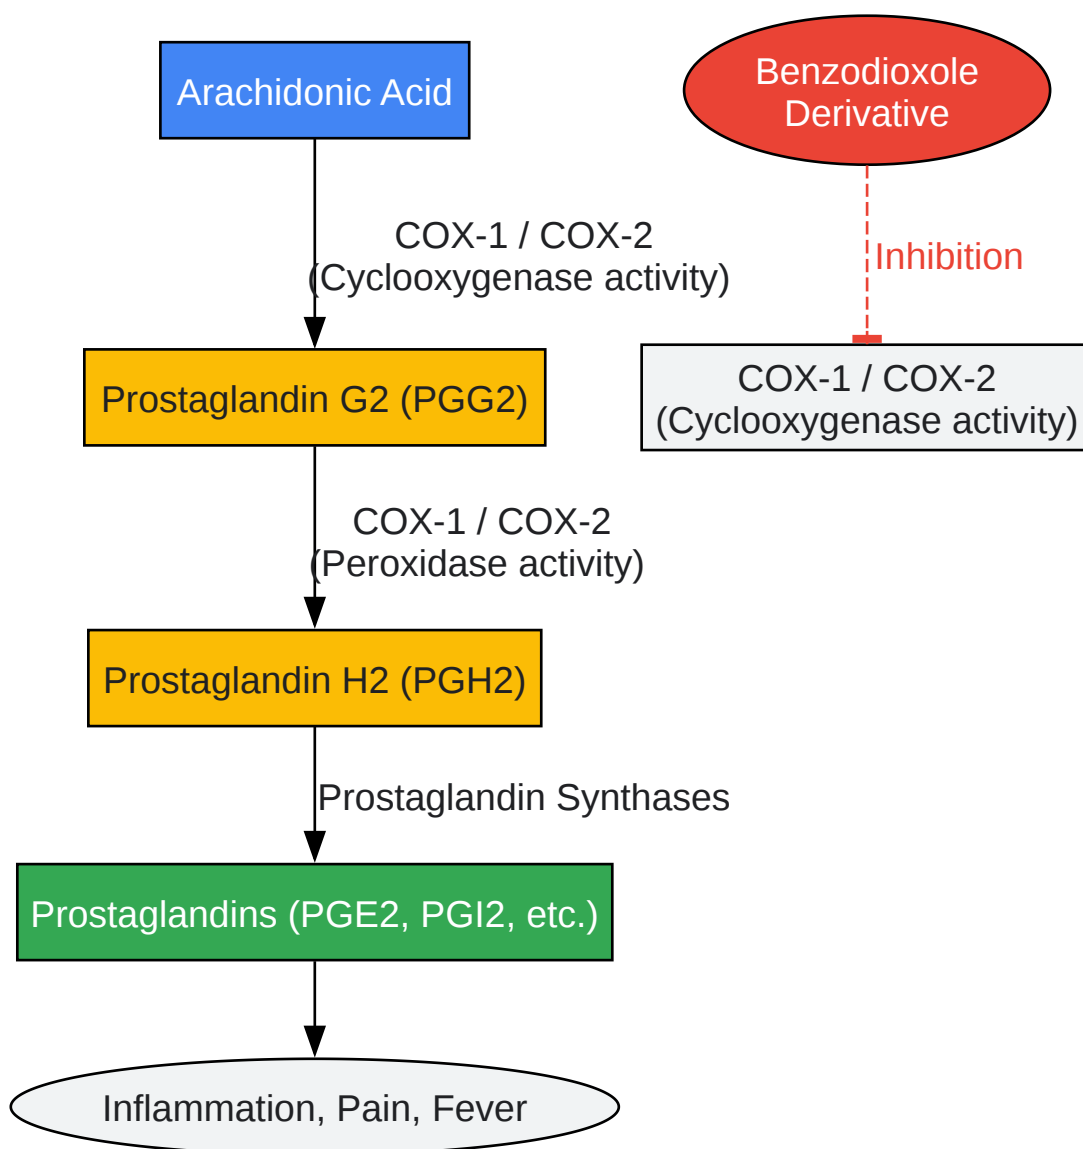 Arachidonic Acid
Benzodioxole
Derivative
COX-1 / COX-2
(Cyclooxygenase activity)
Inhibition
Prostaglandin G2 (PGG2)
COX-1 / COX-2
(Cyclooxygenase activity)
COX-1 / COX-2
(Peroxidase activity)
Prostaglandin H2 (PGH2)
Prostaglandin Synthases
Prostaglandins (PGE2, PGI2, etc.)
Inflammation, Pain, Fever